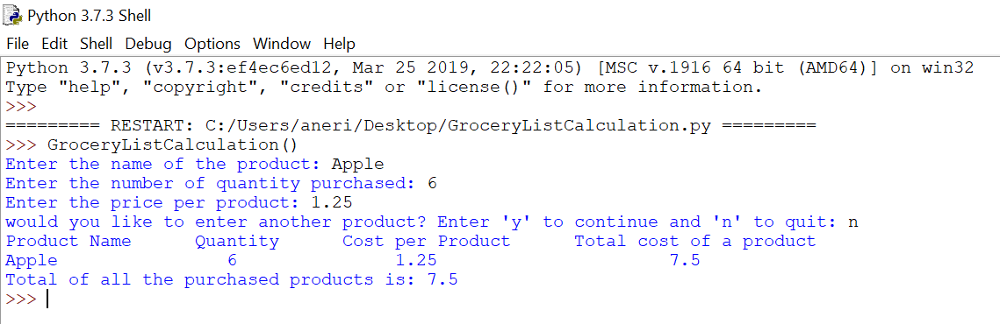 Python 3.7.3 Shell
File Edit Shell Debug Options Window Help
Python 3.7.3 (v3.7.3:ef4ec6ed12, Mar 25 2019, 22:22:05) [MSC v.1916 64 bit (AMD64)] on win32
Type "help", "copyright", "credits" or "license()" for more information.
>>>
========= RESTART: C:/Users/aneri/Desktop/GroceryListCalculation.py =========
>>> GroceryListCalculation()
Enter the name of the product: Apple
Enter the number of quantity purchased: 6
Enter the price per product: 1.25
would you like to enter another product? Enter 'y' to continue and 'n' to quit: n
Product Name      Quantity      Cost per Product      Total cost of a product
Apple                6               1.25                      7.5
Total of all the purchased products is: 7.5
>>>